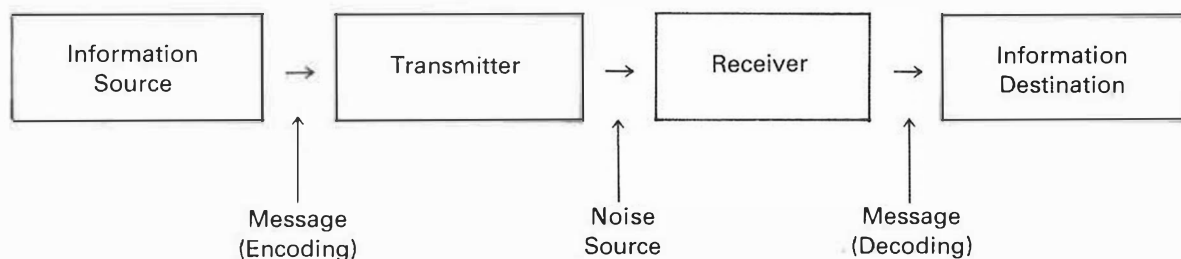 Information
Source
Transmitter
Receiver
Information
Destination
Message
(Encoding)
Noise
Source
Message
(Decoding)